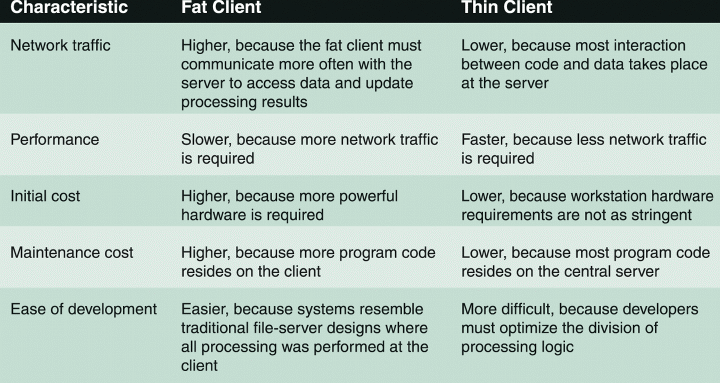 Characteristic Fat Client Thin Client
Network traffic
Higher, because the fat client must
communicate more often with the
server to access data and update
processing results
Lower, because most interaction
between code and data takes place
at the server
Performance
Slower, because more network traffic
is required
Faster, because less network traffic
is required
Initial cost
Higher, because more powerful
hardware is required
Lower, because workstation hardware
requirements are not as stringent
Maintenance cost
Higher, because more program code
resides on the client
Lower, because most program code
resides on the central server
Ease of development
Easier, because systems resemble
traditional file-server designs where
all processing was performed at the
client
More difficult, because developers
must optimize the division of
processing logic